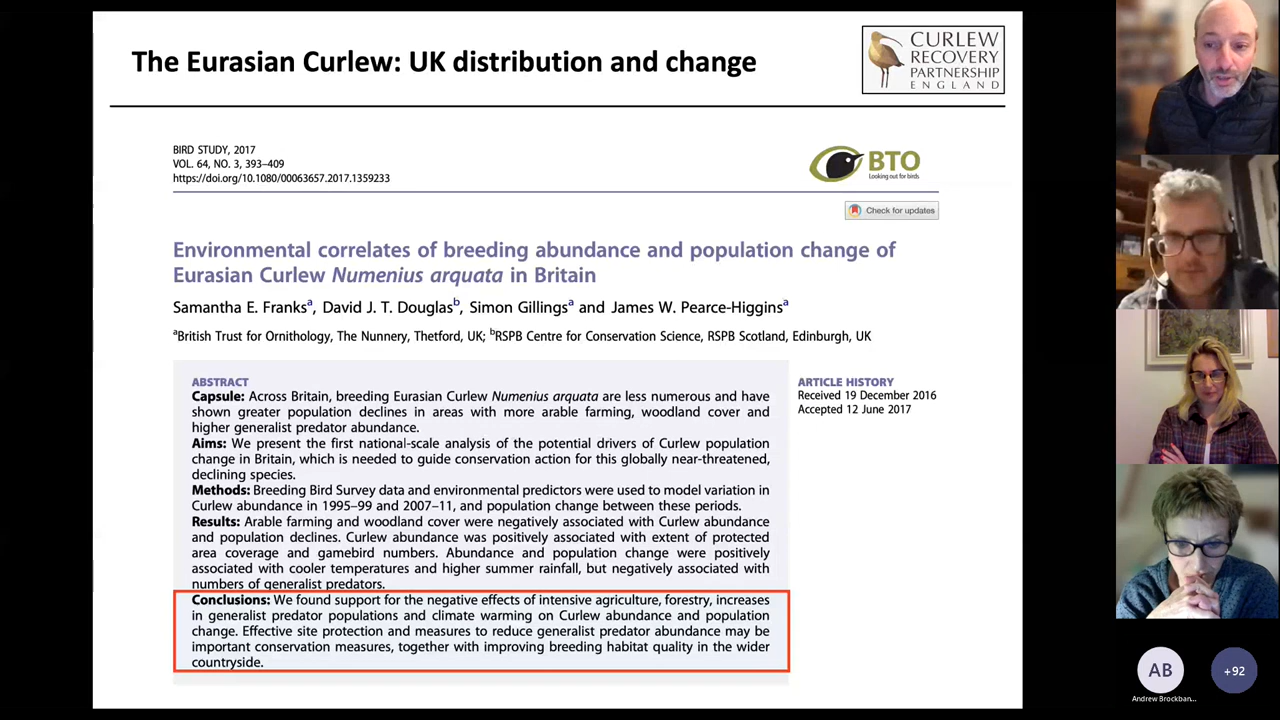 The Eurasian Curlew: UK distribution and change
CURLEW
RECOVERY
PARTNERSHIP
ENGLAND
BIRD STUDY, 2017
VOL. 64, NO. 3, 393–409
https://doi.org/10.1080/00063657.2017.1359233
BTO
Looking out for birds
Check for updates
Environmental correlates of breeding abundance and population change of
Eurasian Curlew Numenius arquata in Britain
Samantha E. Franksa, David J. T. Douglasb, Simon Gillingsa and James W. Pearce-Higginsa
aBritish Trust for Ornithology, The Nunnery, Thetford, UK; bRSPB Centre for Conservation Science, RSPB Scotland, Edinburgh, UK
ABSTRACT
Capsule: Across Britain, breeding Eurasian Curlew Numenius arquata are less numerous and have
shown greater population declines in areas with more arable farming, woodland cover and
higher generalist predator abundance.
Aims: We present the first national-scale analysis of the potential drivers of Curlew population
change in Britain, which is needed to guide conservation action for this globally near-threatened,
declining species.
Methods: Breeding Bird Survey data and environmental predictors were used to model variation in
Curlew abundance in 1995–99 and 2007–11, and population change between these periods.
Results: Arable farming and woodland cover were negatively associated with Curlew abundance
and population declines. Curlew abundance was positively associated with extent of protected
area coverage and gamebird numbers. Abundance and population change were positively
associated with cooler temperatures and higher summer rainfall, but negatively associated with
numbers of generalist predators.
Conclusions: We found support for the negative effects of intensive agriculture, forestry, increases
in generalist predator populations and climate warming on Curlew abundance and population
change. Effective site protection and measures to reduce generalist predator abundance may be
important conservation measures, together with improving breeding habitat quality in the wider
countryside.
ARTICLE HISTORY
Received 19 December 2016
Accepted 12 June 2017
AB
Andrew Brockban...
+92